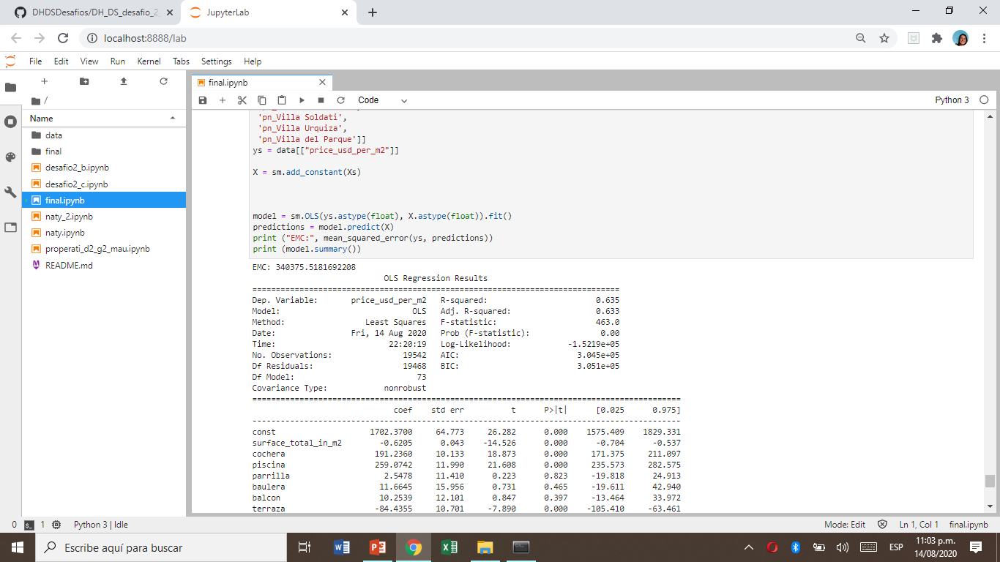 DHDSDesafios/DH_DS_desafio_2
JupyterLab
localhost:8888/lab
File Edit View Run Kernel Tabs Settings Help
final.ipynb
/
Code
Python 3
Name
data
final
desafio2_b.ipynb
desafio2_c.ipynb
final.ipynb
naty_2.ipynb
naty.ipynb
properati_d2_g2_mau.ipynb
README.md
'pn_Villa Soldati',
'pn_Villa Urquiza',
'pn_Villa del Parque']]
ys = data[["price_usd_per_m2"]]
X = sm.add_constant(Xs)
model = sm.OLS(ys.astype(float), X.astype(float)).fit()
predictions = model.predict(X)
print ("EMC:", mean_squared_error(ys, predictions))
print (model.summary())
EMC: 340375.5181692208
OLS Regression Results
==============================================================================
Dep. Variable: price_usd_per_m2 R-squared: 0.635
Model: OLS Adj. R-squared: 0.633
Method: Least Squares F-statistic: 463.0
Date: Fri, 14 Aug 2020 Prob (F-statistic): 0.00
Time: 22:20:19 Log-Likelihood: -1.5219e+05
No. Observations: 19542 AIC: 3.045e+05
Df Residuals: 19468 BIC: 3.051e+05
Df Model: 73
Covariance Type: nonrobust
===========================================================================================
coef std err t P>|t| [0.025 0.975]
-------------------------------------------------------------------------------------------
const 1702.3700 64.773 26.282 0.000 1575.409 1829.331
surface_total_in_m2 -0.6205 0.043 -14.526 0.000 -0.704 -0.537
cochera 191.2360 10.133 18.873 0.000 171.375 211.097
piscina 259.0742 11.990 21.608 0.000 235.573 282.575
parrilla 2.5478 11.410 0.223 0.823 -19.818 24.913
baulera 11.6645 15.956 0.731 0.465 -19.611 42.940
balcon 10.2539 12.101 0.847 0.397 -13.464 33.972
terraza -84.4355 10.701 -7.890 0.000 -105.410 -63.461
0 1 Python 3 | Idle
Mode: Edit Ln 1, Col 1 final.ipynb
Escribe aquí para buscar
ESP
11:03 p.m.
14/08/2020